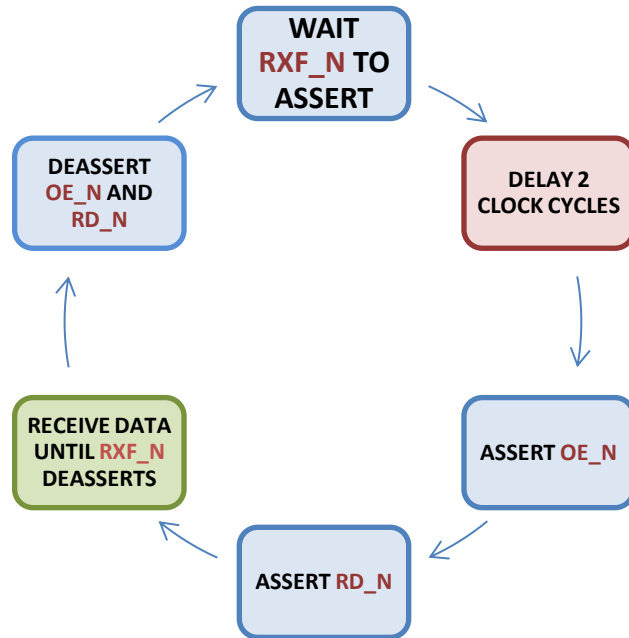 WAIT
RXF_N TO
ASSERT
DELAY 2
CLOCK CYCLES
ASSERT OE_N
ASSERT RD_N
RECEIVE DATA
UNTIL RXF_N
DEASSERTS
DEASSERT
OE_N AND
RD_N